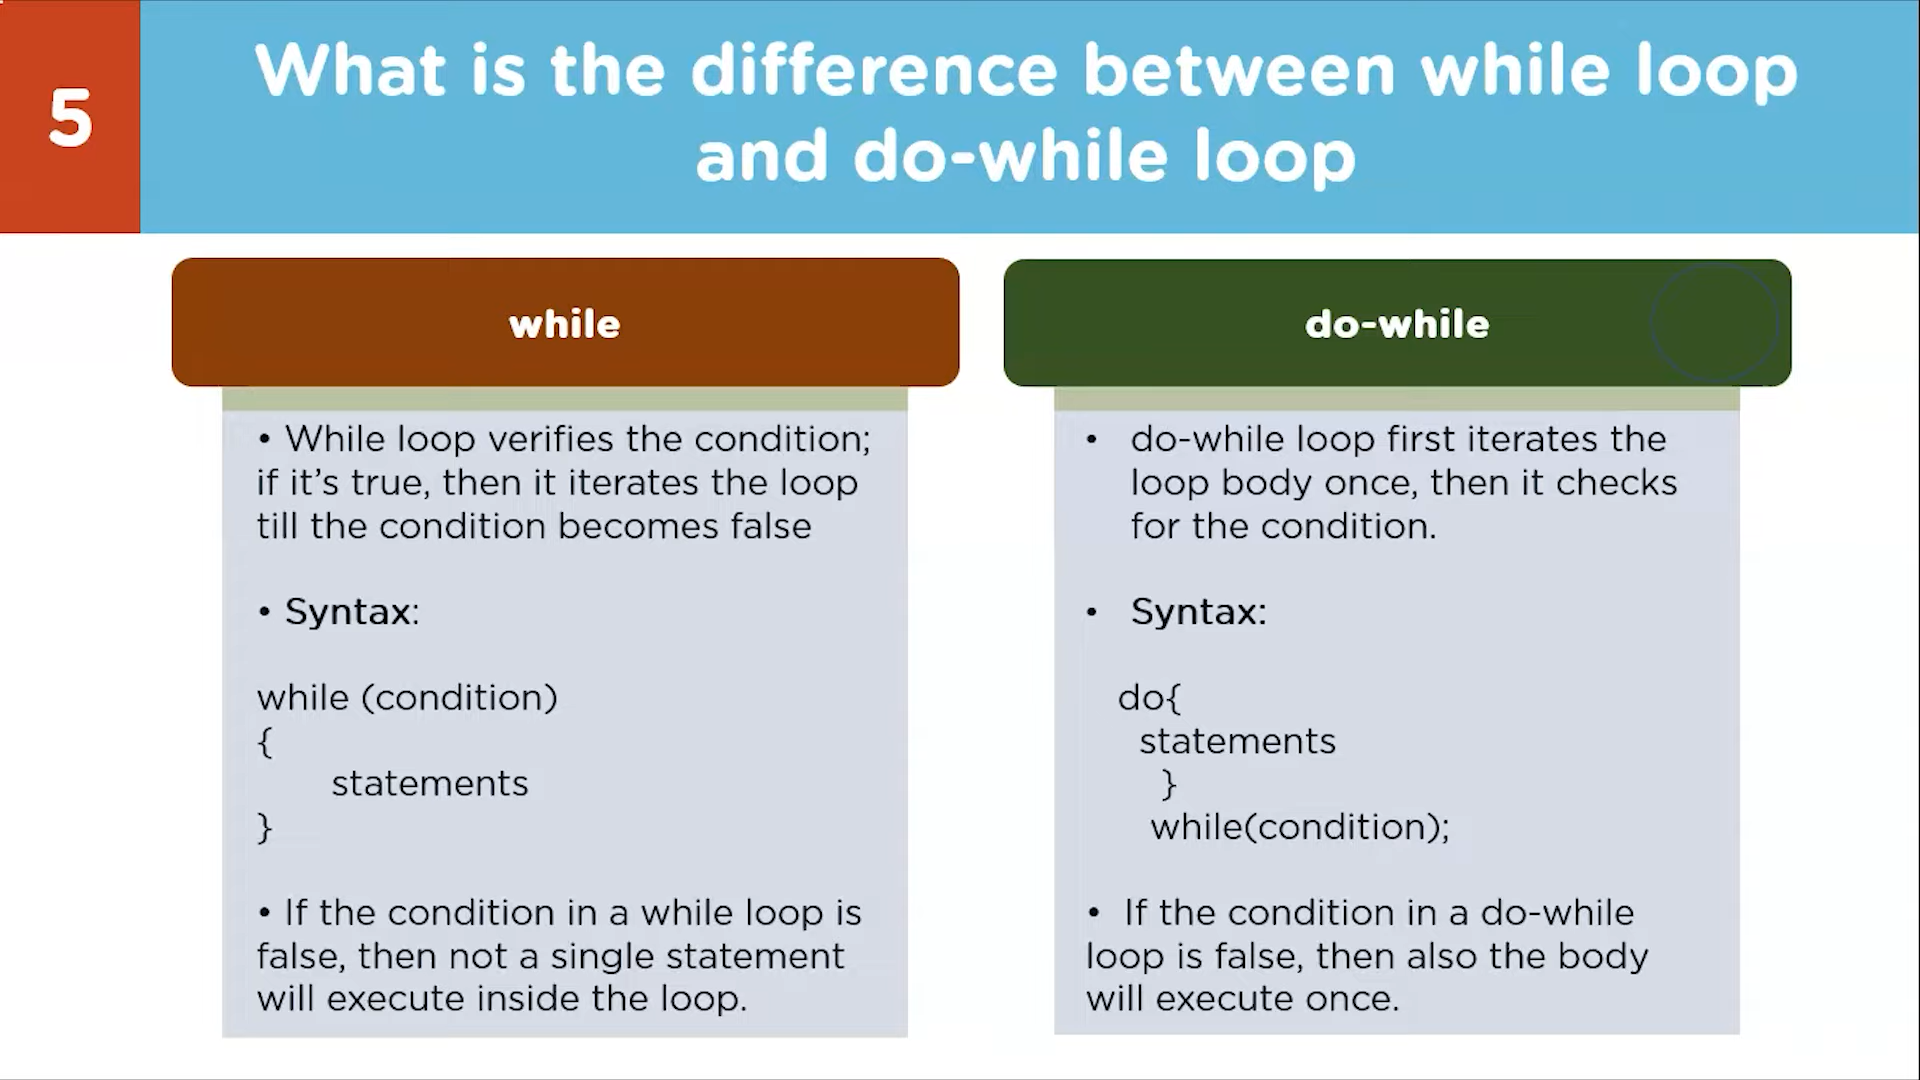 5
What is the difference between while loop
and do-while loop
while
• While loop verifies the condition;
if it’s true, then it iterates the loop
till the condition becomes false
• Syntax:
while (condition)
{
statements
}
• If the condition in a while loop is
false, then not a single statement
will execute inside the loop.
do-while
• do-while loop first iterates the
loop body once, then it checks
for the condition.
• Syntax:
do{
statements
}
while(condition);
• If the condition in a do-while
loop is false, then also the body
will execute once.